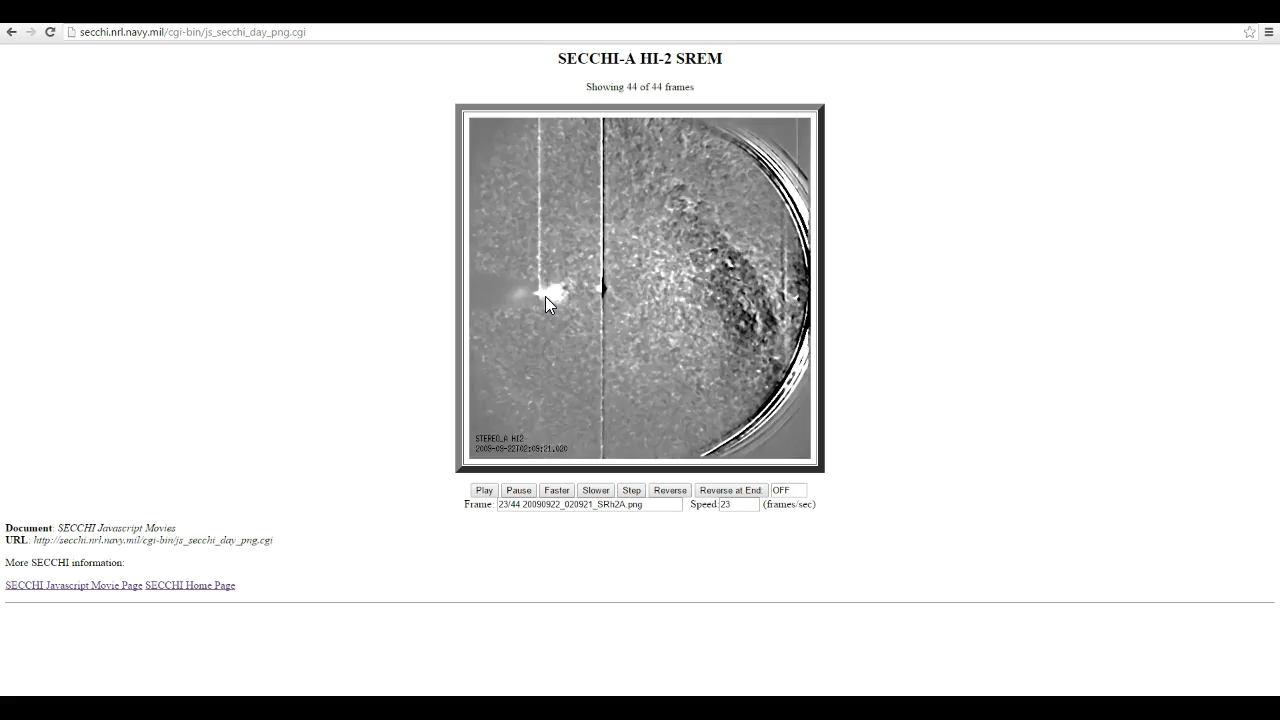 secchi.nrl.navy.mil/cgi-bin/js_secchi_day_png.cgi
SECCHI-A HI-2 SREM
Showing 44 of 44 frames
STEREO_A HI2
2009-09-22T02:09:21.020
Play Pause Faster Slower Step Reverse Reverse at End: OFF
Frame: 23/44 20090922_020921_SRh2A.png Speed:23 (frames/sec)
Document: SECCHI Javascript Movies
URL: http://secchi.nrl.navy.mil/cgi-bin/js_secchi_day_png.cgi
More SECCHI information:
SECCHI Javascript Movie Page SECCHI Home Page